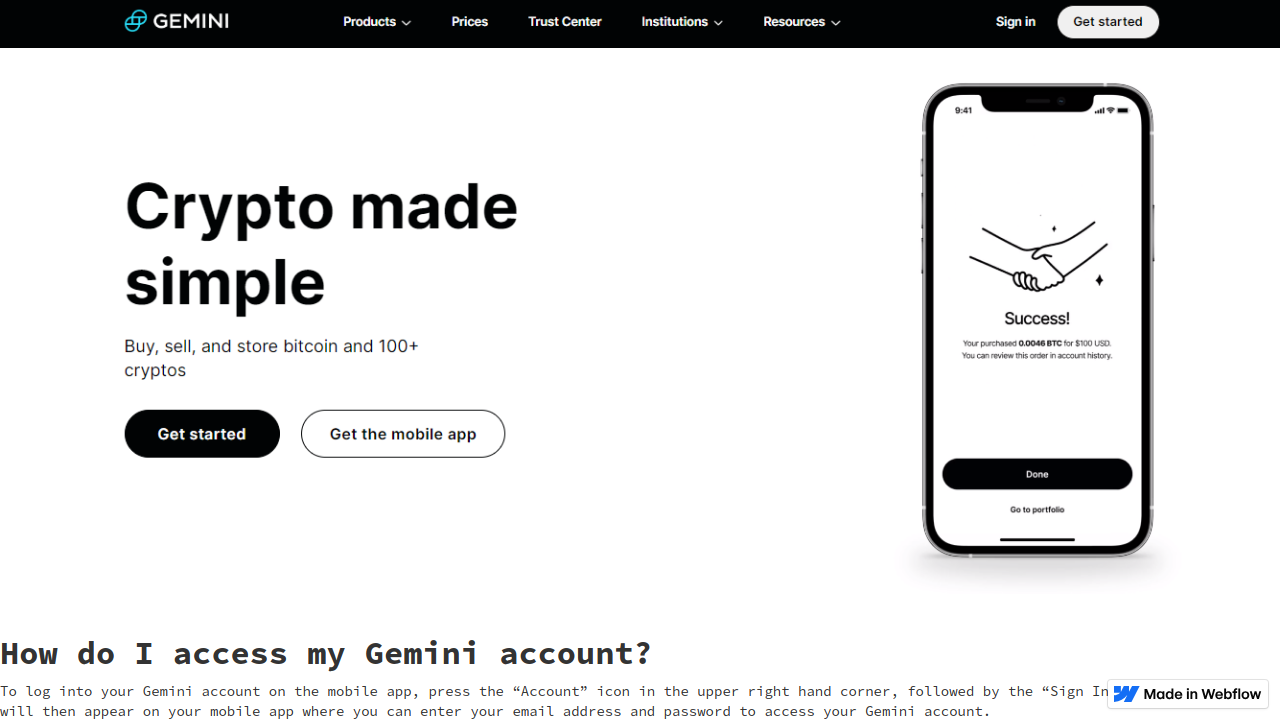 GEMINI Products Prices Trust Center Institutions Resources Sign in Get started
9:41
Crypto made
simple
Buy, sell, and store bitcoin and 100+
cryptos
Get started Get the mobile app
Success!
Your purchased 0.0046 BTC for $100 USD.
You can review this order in account history.
Done
Go to portfolio
How do I access my Gemini account?
To log into your Gemini account on the mobile app, press the “Account” icon in the upper right hand corner, followed by the “Sign In
will then appear on your mobile app where you can enter your email address and password to access your Gemini account.
Made in Webflow